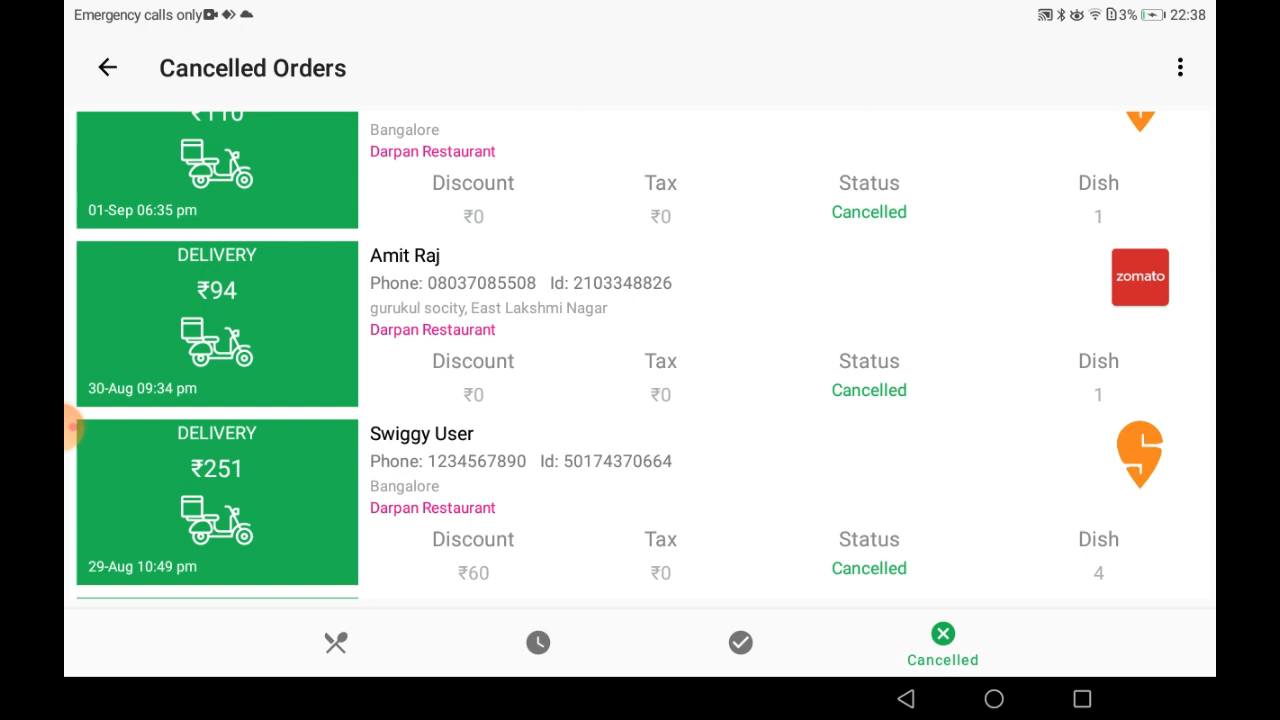 Emergency calls only 3% 22:38
Cancelled Orders
₹110
Bangalore
Darpan Restaurant
Discount Tax Status Dish
01-Sep 06:35 pm ₹0 ₹0 Cancelled 1
DELIVERY
₹94
30-Aug 09:34 pm
Amit Raj
Phone: 08037085508 Id: 2103348826
gurukul socity, East Lakshmi Nagar
Darpan Restaurant
Discount Tax Status Dish
₹0 ₹0 Cancelled 1
zomato
DELIVERY
₹251
29-Aug 10:49 pm
Swiggy User
Phone: 1234567890 Id: 50174370664
Bangalore
Darpan Restaurant
Discount Tax Status Dish
₹60 ₹0 Cancelled 4
Cancelled